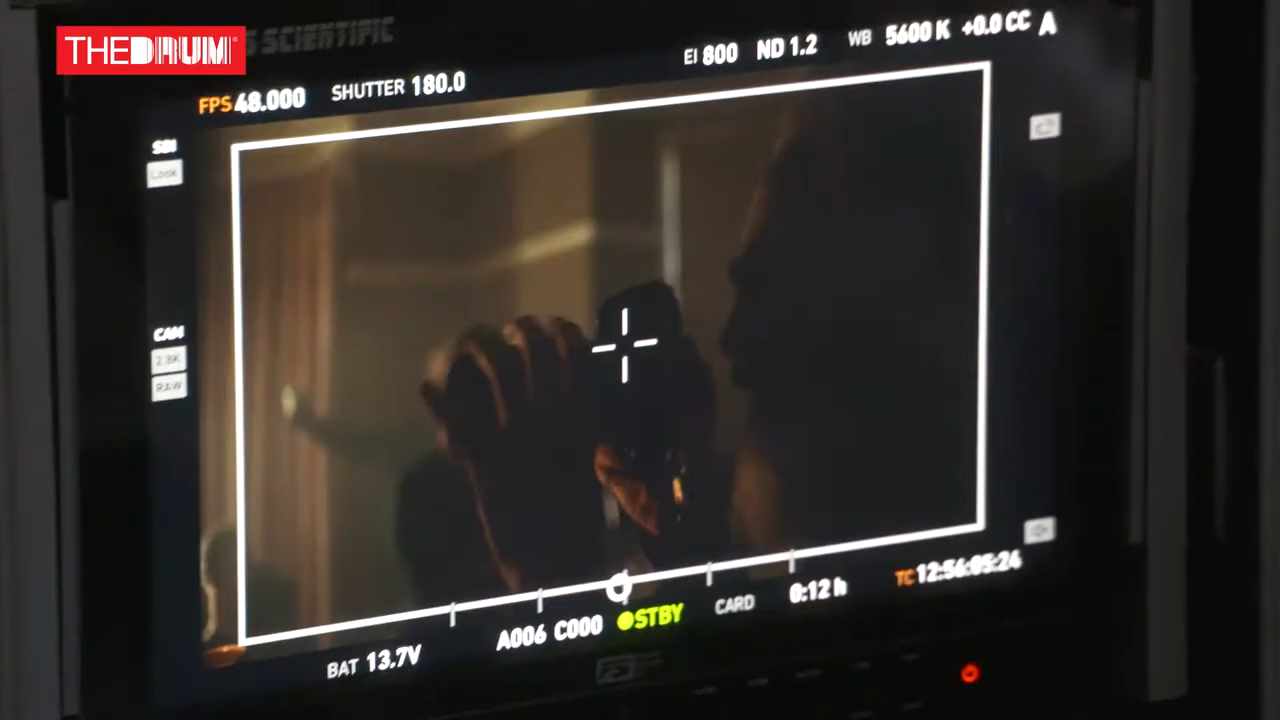 THEDRUM
SCIENTIFIC
FPS 48.000 SHUTTER 180.0 EI 800 ND 1.2 WB 5600 K +0.0 CC A
SDI
Look
CAM
2.8K
RAW
BAT 13.7V A006 C000 STBY CARD 0:12 h TC 12:56:05:24